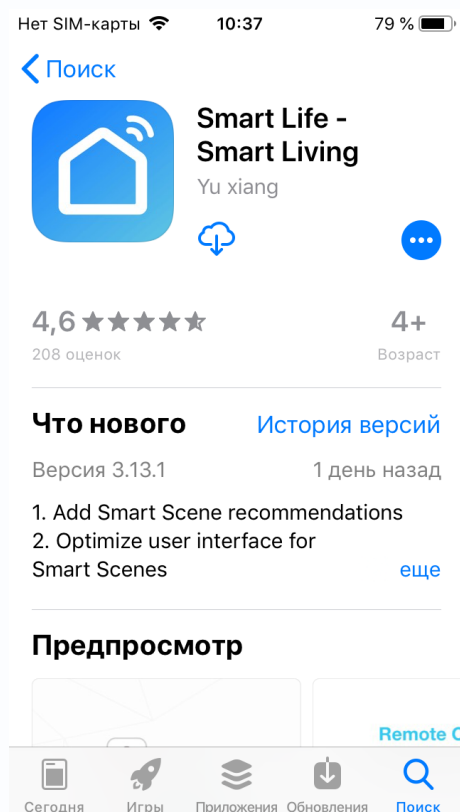 Нет SIM-карты 10:37 79 %
Поиск
Smart Life -
Smart Living
Yu xiang
4,6 4+
208 оценок Возраст
Что нового История версий
Версия 3.13.1 1 день назад
1. Add Smart Scene recommendations
2. Optimize user interface for
Smart Scenes еще
Предпросмотр
Remote C
Сегодня Игры Приложения Обновления Поиск